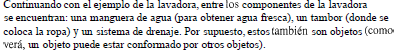 Continuando con el ejemplo de la lavadora, entre los componentes de la lavadora
se encuentran: una manguera de agua (para obtener agua fresca), un tambor (donde se
coloca la ropa) y un sistema de drenaje. Por supuesto, estos también son objetos (como
verá, un objeto puede estar conformado por otros objetos).